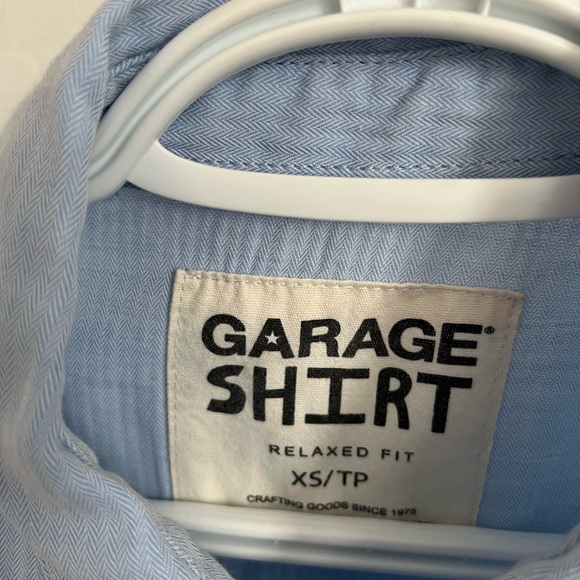 GARAGE®
SHIRT
RELAXED FIT
XS/TP
CRAFTING GOODS SINCE 1975